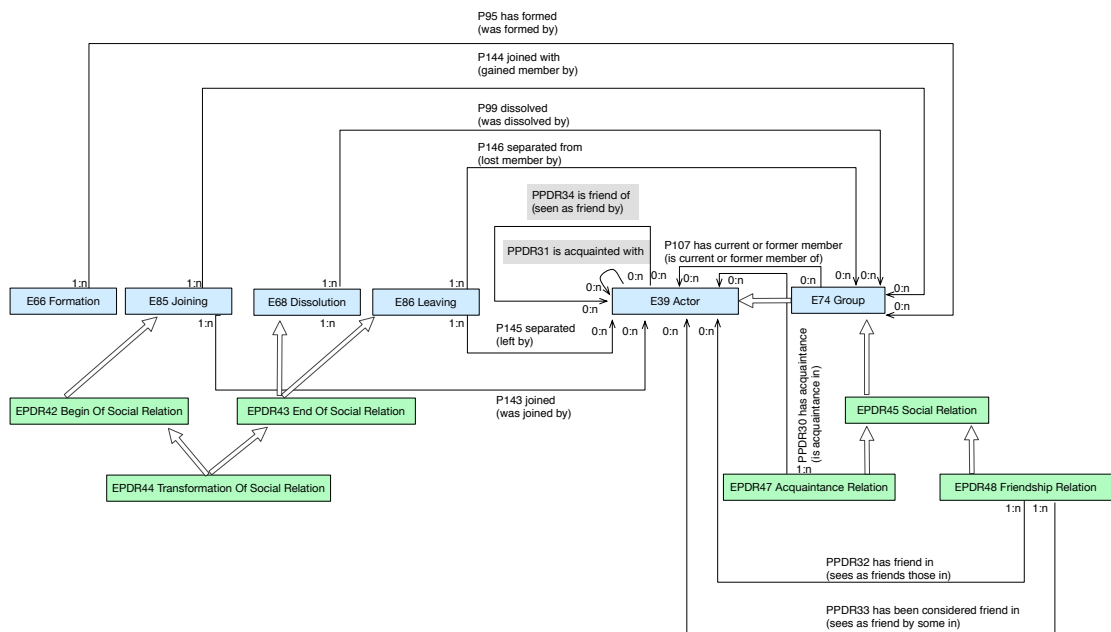 P95 has formed
(was formed by)
P144 joined with
(gained member by)
P99 dissolved
(was dissolved by)
P146 separated from
(lost member by)
PPDR34 is friend of
(seen as friend by)
PPDR31 is acquainted with
P107 has current or former member
(is current or former member of)
1:n
1:n
1:n
1:n
0:n
0:n
0:n
0:n
0:n
0:n
0:n
0:n
0:n
0:n
0:n
0:n
E66 Formation
E85 Joining
E68 Dissolution
E86 Leaving
E39 Actor
E74 Group
1:n
1:n
1:n
0:n
0:n
0:n
0:n
0:n
P145 separated
(left by)
P143 joined
(was joined by)
PPDR30 has acquaintance
(is acquaintance in)
EPDR42 Begin Of Social Relation
EPDR43 End Of Social Relation
EPDR45 Social Relation
1:n
EPDR44 Transformation Of Social Relation
EPDR47 Acquaintance Relation
EPDR48 Friendship Relation
1:n
1:n
PPDR32 has friend in
(sees as friends those in)
PPDR33 has been considered friend in
(sees as friend by some in)